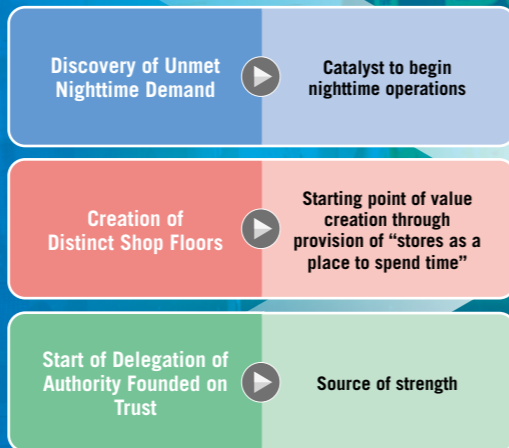 Discovery of Unmet
Nighttime Demand
Catalyst to begin
nighttime operations
Creation of
Distinct Shop Floors
Starting point of value
creation through
provision of “stores as a
place to spend time”
Start of Delegation of
Authority Founded on
Trust
Source of strength